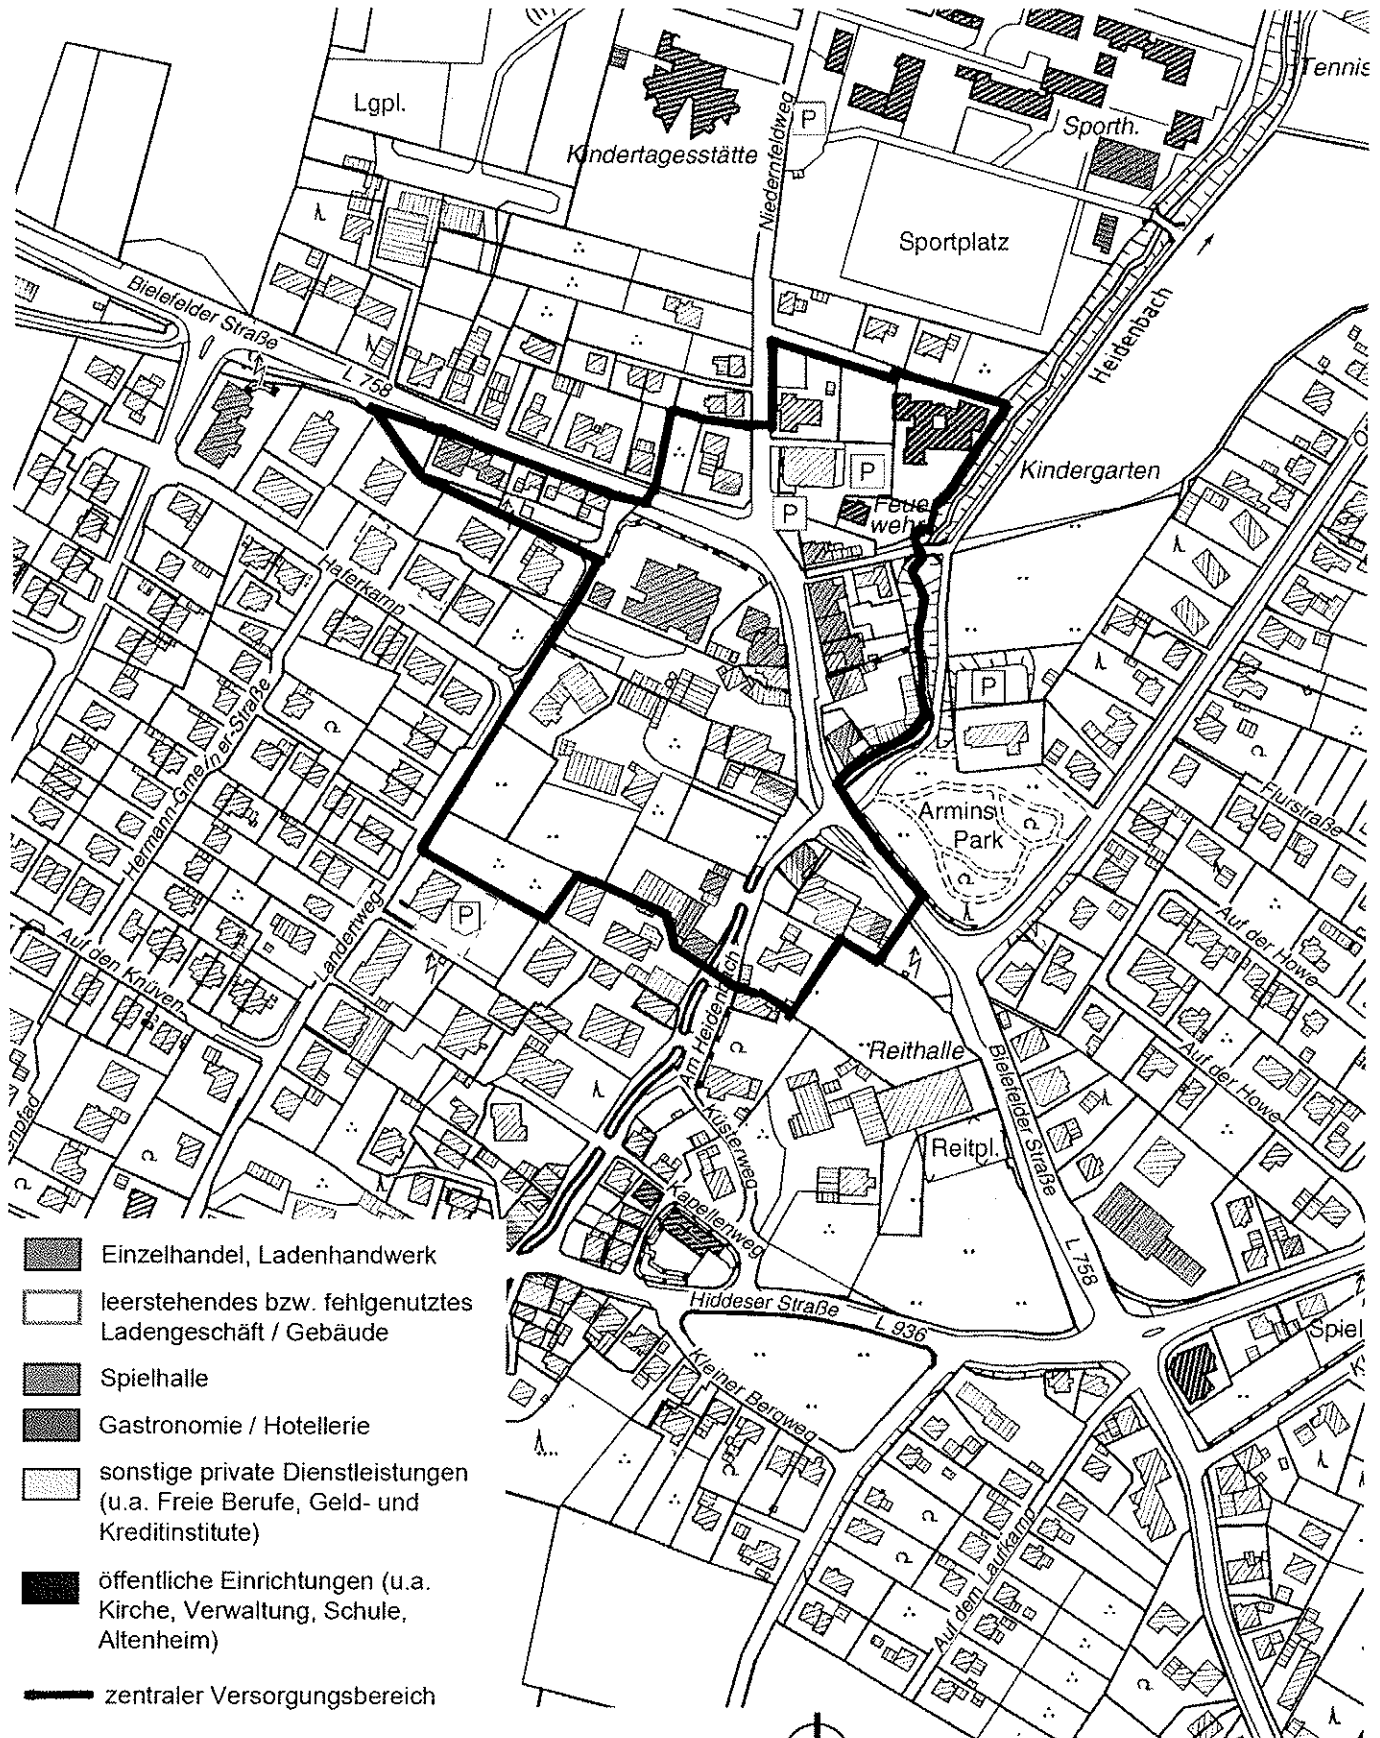 Tennis
Lgpl.
P
Sporth.
Kindertagesstätte
Niedernfeldweg
Sportplatz
Heidenbach
Bielefelder Straße
L 758
Kindergarten
P
P
Feuer
wehr
Haferkamp
P
Hermann-Gmeiner-Straße
Armins
Park
Flurstraße
P
Auf der Howe
Auf den Knüven
Am Heidenbach
Reithalle
Bielefelder Straße
Auf der Howe
Küsterweg
Reitpl.
Kapellenweg
L 758
Hiddeser Straße
L 936
Spiel
Kleiner Bergweg
Auf dem Laufkamp
Einzelhandel, Ladenhandwerk
leerstehendes bzw. fehlgenutztes
Ladengeschäft / Gebäude
Spielhalle
Gastronomie / Hotellerie
sonstige private Dienstleistungen
(u.a. Freie Berufe, Geld- und
Kreditinstitute)
öffentliche Einrichtungen (u.a.
Kirche, Verwaltung, Schule,
Altenheim)
zentraler Versorgungsbereich